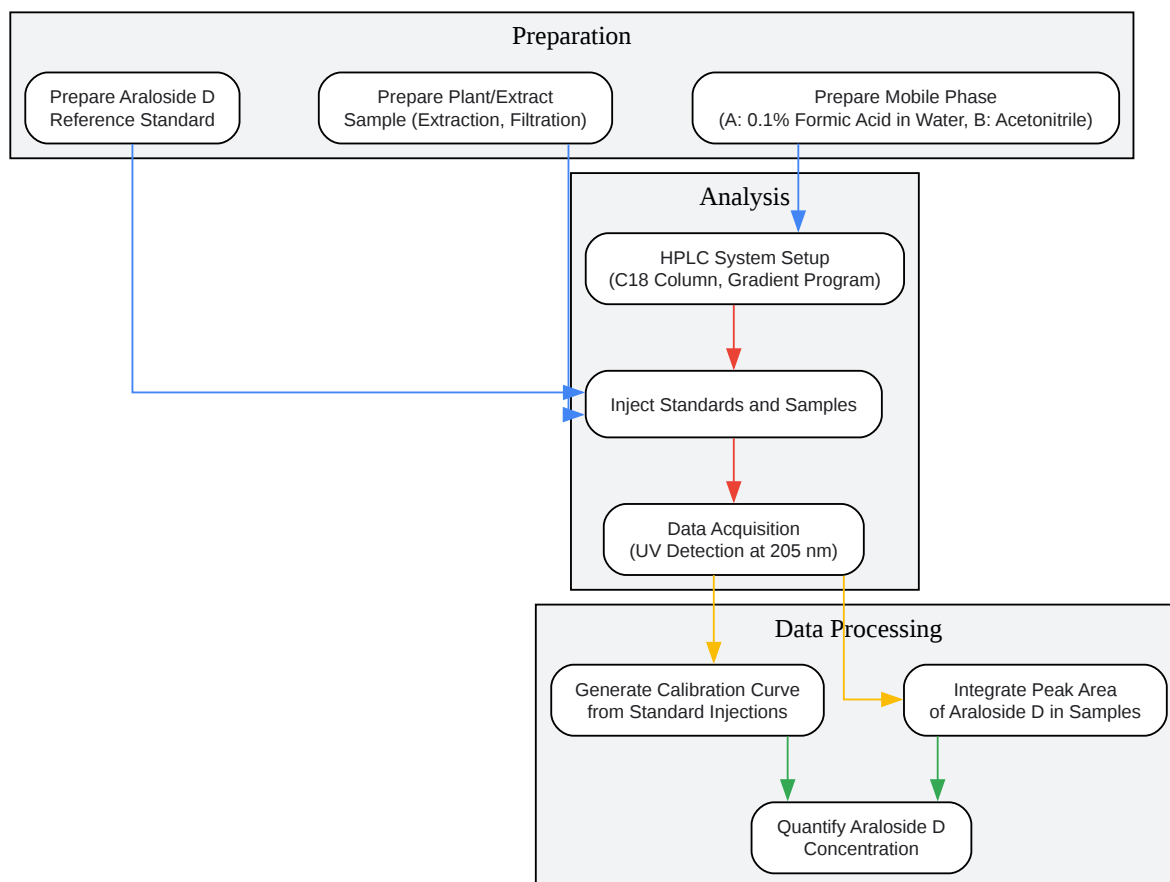 Preparation
Prepare Araloside D
Reference Standard
Prepare Plant/Extract
Sample (Extraction, Filtration)
Prepare Mobile Phase
(A: 0.1% Formic Acid in Water, B: Acetonitrile)
Analysis
HPLC System Setup
(C18 Column, Gradient Program)
Inject Standards and Samples
Data Acquisition
(UV Detection at 205 nm)
Data Processing
Generate Calibration Curve
from Standard Injections
Integrate Peak Area
of Araloside D in Samples
Quantify Araloside D
Concentration